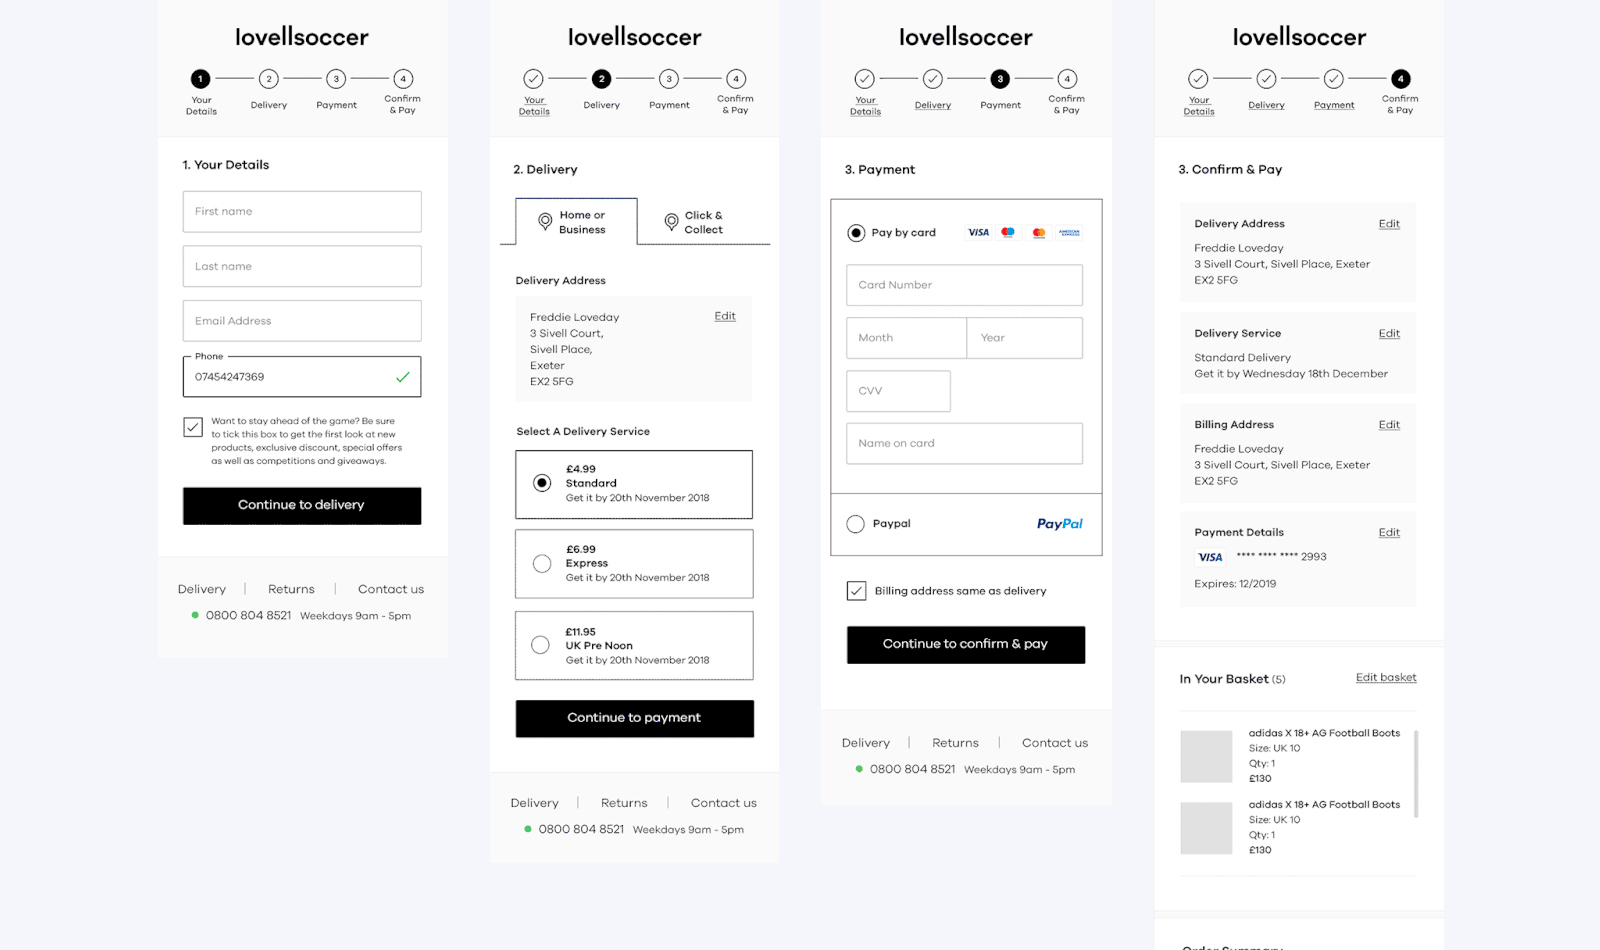 lovellsoccer
1 2 3 4
Your Details
Delivery
Payment
Confirm & Pay
1. Your Details
First name
Last name
Email Address
Phone
07454247369
Want to stay ahead of the game? Be sure
to tick this box to get the first look at new
products, exclusive discount, special offers
as well as competitions and giveaways.
Continue to delivery
Delivery | Returns | Contact us
0800 804 8521 Weekdays 9am - 5pm
lovellsoccer
2 3 4
Your Details
Delivery
Payment
Confirm & Pay
2. Delivery
Home or
Business
Click &
Collect
Delivery Address
Freddie Loveday Edit
3 Sivell Court,
Sivell Place,
Exeter
EX2 5FG
Select A Delivery Service
£4.99
Standard
Get it by 20th November 2018
£6.99
Express
Get it by 20th November 2018
£11.95
UK Pre Noon
Get it by 20th November 2018
Continue to payment
Delivery | Returns | Contact us
0800 804 8521 Weekdays 9am - 5pm
lovellsoccer
3 4
Your Details
Delivery
Payment
Confirm & Pay
3. Payment
Pay by card VISA AMERICAN EXPRESS
Card Number
Month Year
CVV
Name on card
Paypal PayPal
Billing address same as delivery
Continue to confirm & pay
Delivery | Returns | Contact us
0800 804 8521 Weekdays 9am - 5pm
lovellsoccer
4
Your Details
Delivery
Payment
Confirm & Pay
3. Confirm & Pay
Delivery Address Edit
Freddie Loveday
3 Sivell Court, Sivell Place, Exeter
EX2 5FG
Delivery Service Edit
Standard Delivery
Get it by Wednesday 18th December
Billing Address Edit
Freddie Loveday
3 Sivell Court, Sivell Place, Exeter
EX2 5FG
Payment Details Edit
VISA **** **** **** 2993
Expires: 12/2019
In Your Basket (5) Edit basket
adidas X 18+ AG Football Boots
Size: UK 10
Qty: 1
£130
adidas X 18+ AG Football Boots
Size: UK 10
Qty: 1
£130
Order Summary